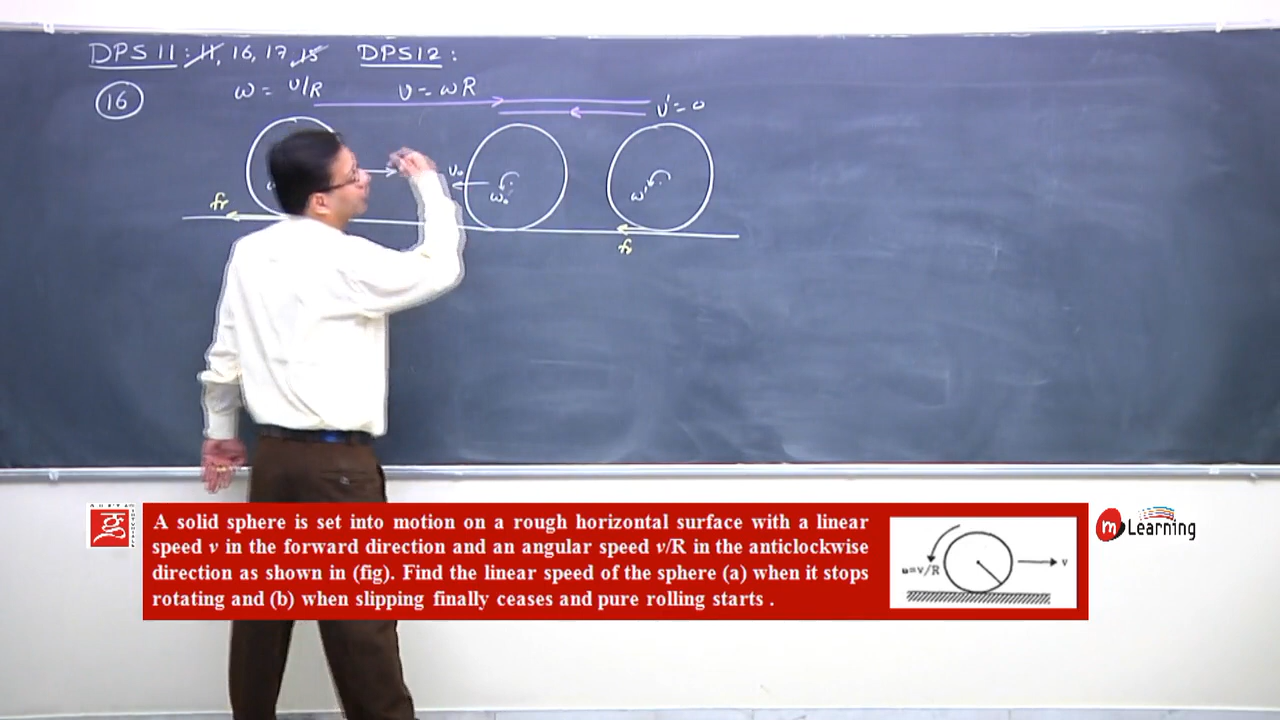 DPS 11 : 11, 16, 17, 15 DPS 12 :
16
ω = v/R v = ωR
v' = 0
v₀
ω₀
ω'
fr
fr
A solid sphere is set into motion on a rough horizontal surface with a linear
speed v in the forward direction and an angular speed v/R in the anticlockwise
direction as shown in (fig). Find the linear speed of the sphere (a) when it stops
rotating and (b) when slipping finally ceases and pure rolling starts .
ω=v/R
v
m Learning